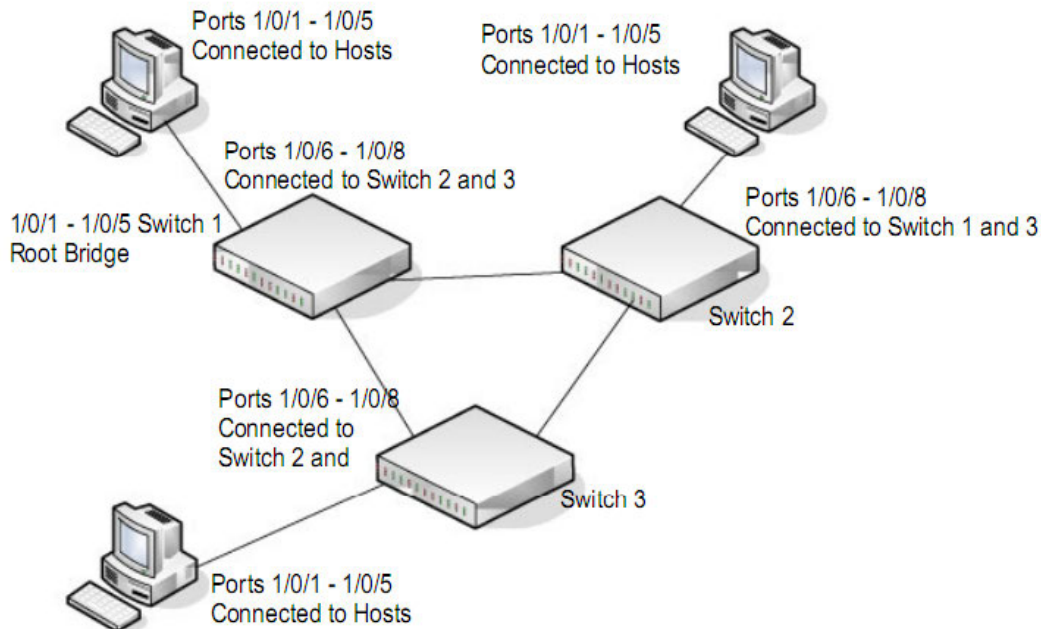 Ports 1/0/1 - 1/0/5
Connected to Hosts
Ports 1/0/1 - 1/0/5
Connected to Hosts
Ports 1/0/6 - 1/0/8
Connected to Switch 2 and 3
Ports 1/0/6 - 1/0/8
Connected to Switch 1 and 3
1/0/1 - 1/0/5 Switch 1
Root Bridge
Switch 2
Ports 1/0/6 - 1/0/8
Connected to
Switch 2 and
Switch 3
Ports 1/0/1 - 1/0/5
Connected to Hosts